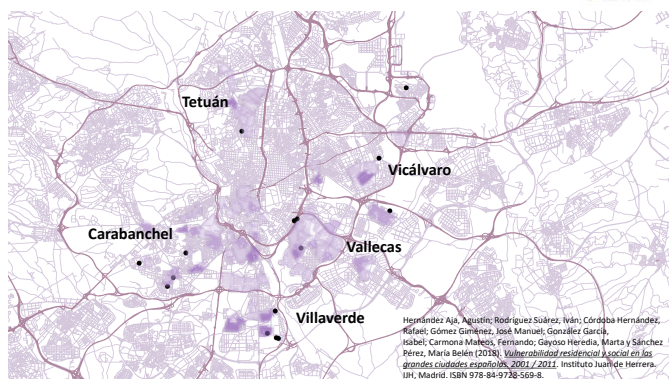 Tetuán
Vicálvaro
Carabanchel
Vallecas
Villaverde
Hernández Aja, Agustín; Rodríguez Suárez, Iván; Córdoba Hernández,
Rafael; Gómez Giménez, José Manuel; González García,
Isabel; Carmona Mateos, Fernando; Gayoso Heredia, Marta y Sánchez
Pérez, María Belén (2018). Vulnerabilidad residencial y social en las
grandes ciudades españolas. 2001 / 2011. Instituto Juan de Herrera.
IJH, Madrid. ISBN 978-84-9728-569-8.